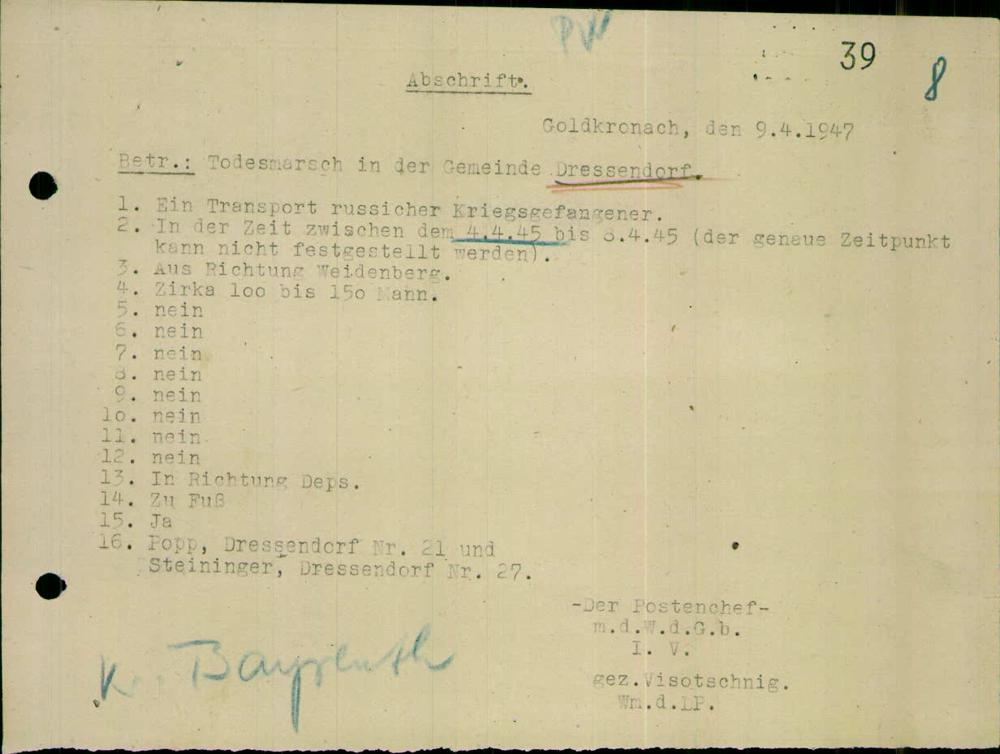 PW
39
8
Abschrift.
Goldkronach, den 9.4.1947
Betr.: Todesmarsch in der Gemeinde Dressendorf.
1. Ein Transport russicher Kriegsgefangener.
2. In der Zeit zwischen dem 4.4.45 bis 8.4.45 (der genaue Zeitpunkt
kann nicht festgestellt werden).
3. Aus Richtung Weidenberg.
4. Zirka 1oo bis 15o Mann.
5. nein
6. nein
7. nein
8. nein
9. nein
1o. nein
11. nein
12. nein
13. In Richtung Deps.
14. Zu Fuß
15. Ja
16. Popp, Dressendorf Nr. 21 und
Steininger, Dressendorf Nr. 27.
-Der Postenchef-
m.d.W.d.G.b.
I. V.
gez.Visotschnig.
Wm.d.LP.
Kr. Bayreuth